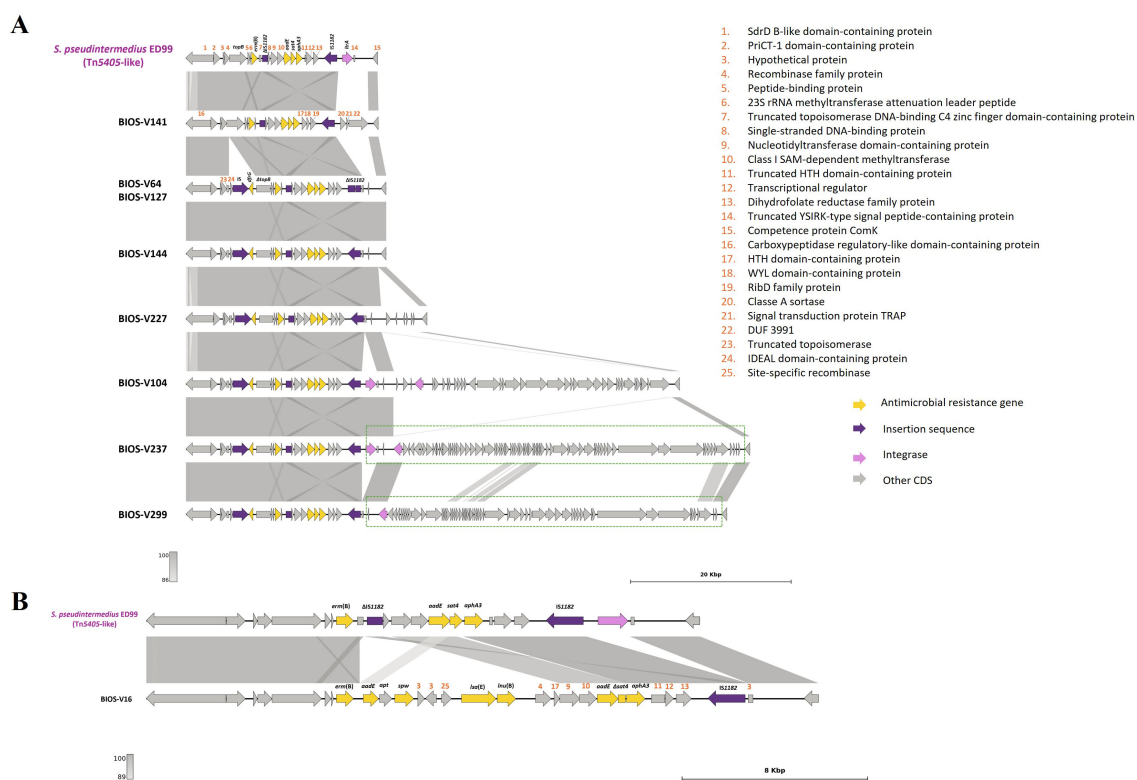 A
S. pseudintermedius ED99
(Tn5405-like)
1 2 3 4 topB 5 6 erm(B) 7 ΔIS1182 8 9 10 aadE sat4 aphA3 11 12 13 IS1182 14 15
BIOS-V141
16 17 18 19 20 21 22
BIOS-V64
BIOS-V127
23 24 IS dfrG ΔtopB ΔIS1182
BIOS-V144
BIOS-V227
BIOS-V104
BIOS-V237
BIOS-V299
100
86
20 Kbp
1. SdrD B-like domain-containing protein
2. PriCT-1 domain-containing protein
3. Hypothetical protein
4. Recombinase family protein
5. Peptide-binding protein
6. 23S rRNA methyltransferase attenuation leader peptide
7. Truncated topoisomerase DNA-binding C4 zinc finger domain-containing protein
8. Single-stranded DNA-binding protein
9. Nucleotidyltransferase domain-containing protein
10. Class I SAM-dependent methyltransferase
11. Truncated HTH domain-containing protein
12. Transcriptional regulator
13. Dihydrofolate reductase family protein
14. Truncated YSIRK-type signal peptide-containing protein
15. Competence protein ComK
16. Carboxypeptidase regulatory-like domain-containing protein
17. HTH domain-containing protein
18. WYL domain-containing protein
19. RibD family protein
20. Classe A sortase
21. Signal transduction protein TRAP
22. DUF 3991
23. Truncated topoisomerase
24. IDEAL domain-containing protein
25. Site-specific recombinase
Antimicrobial resistance gene
Insertion sequence
Integrase
Other CDS
B
S. pseudintermedius ED99
(Tn5405-like)
erm(B) ΔIS1182 aadE sat4 aphA3 IS1182
BIOS-V16
erm(B) aadE apt spw 3 3 25 lsa(E) lnu(B) 4 17 9 10 aadE Δsat4 aphA3 11 12 13 IS1182 3
100
89
8 Kbp